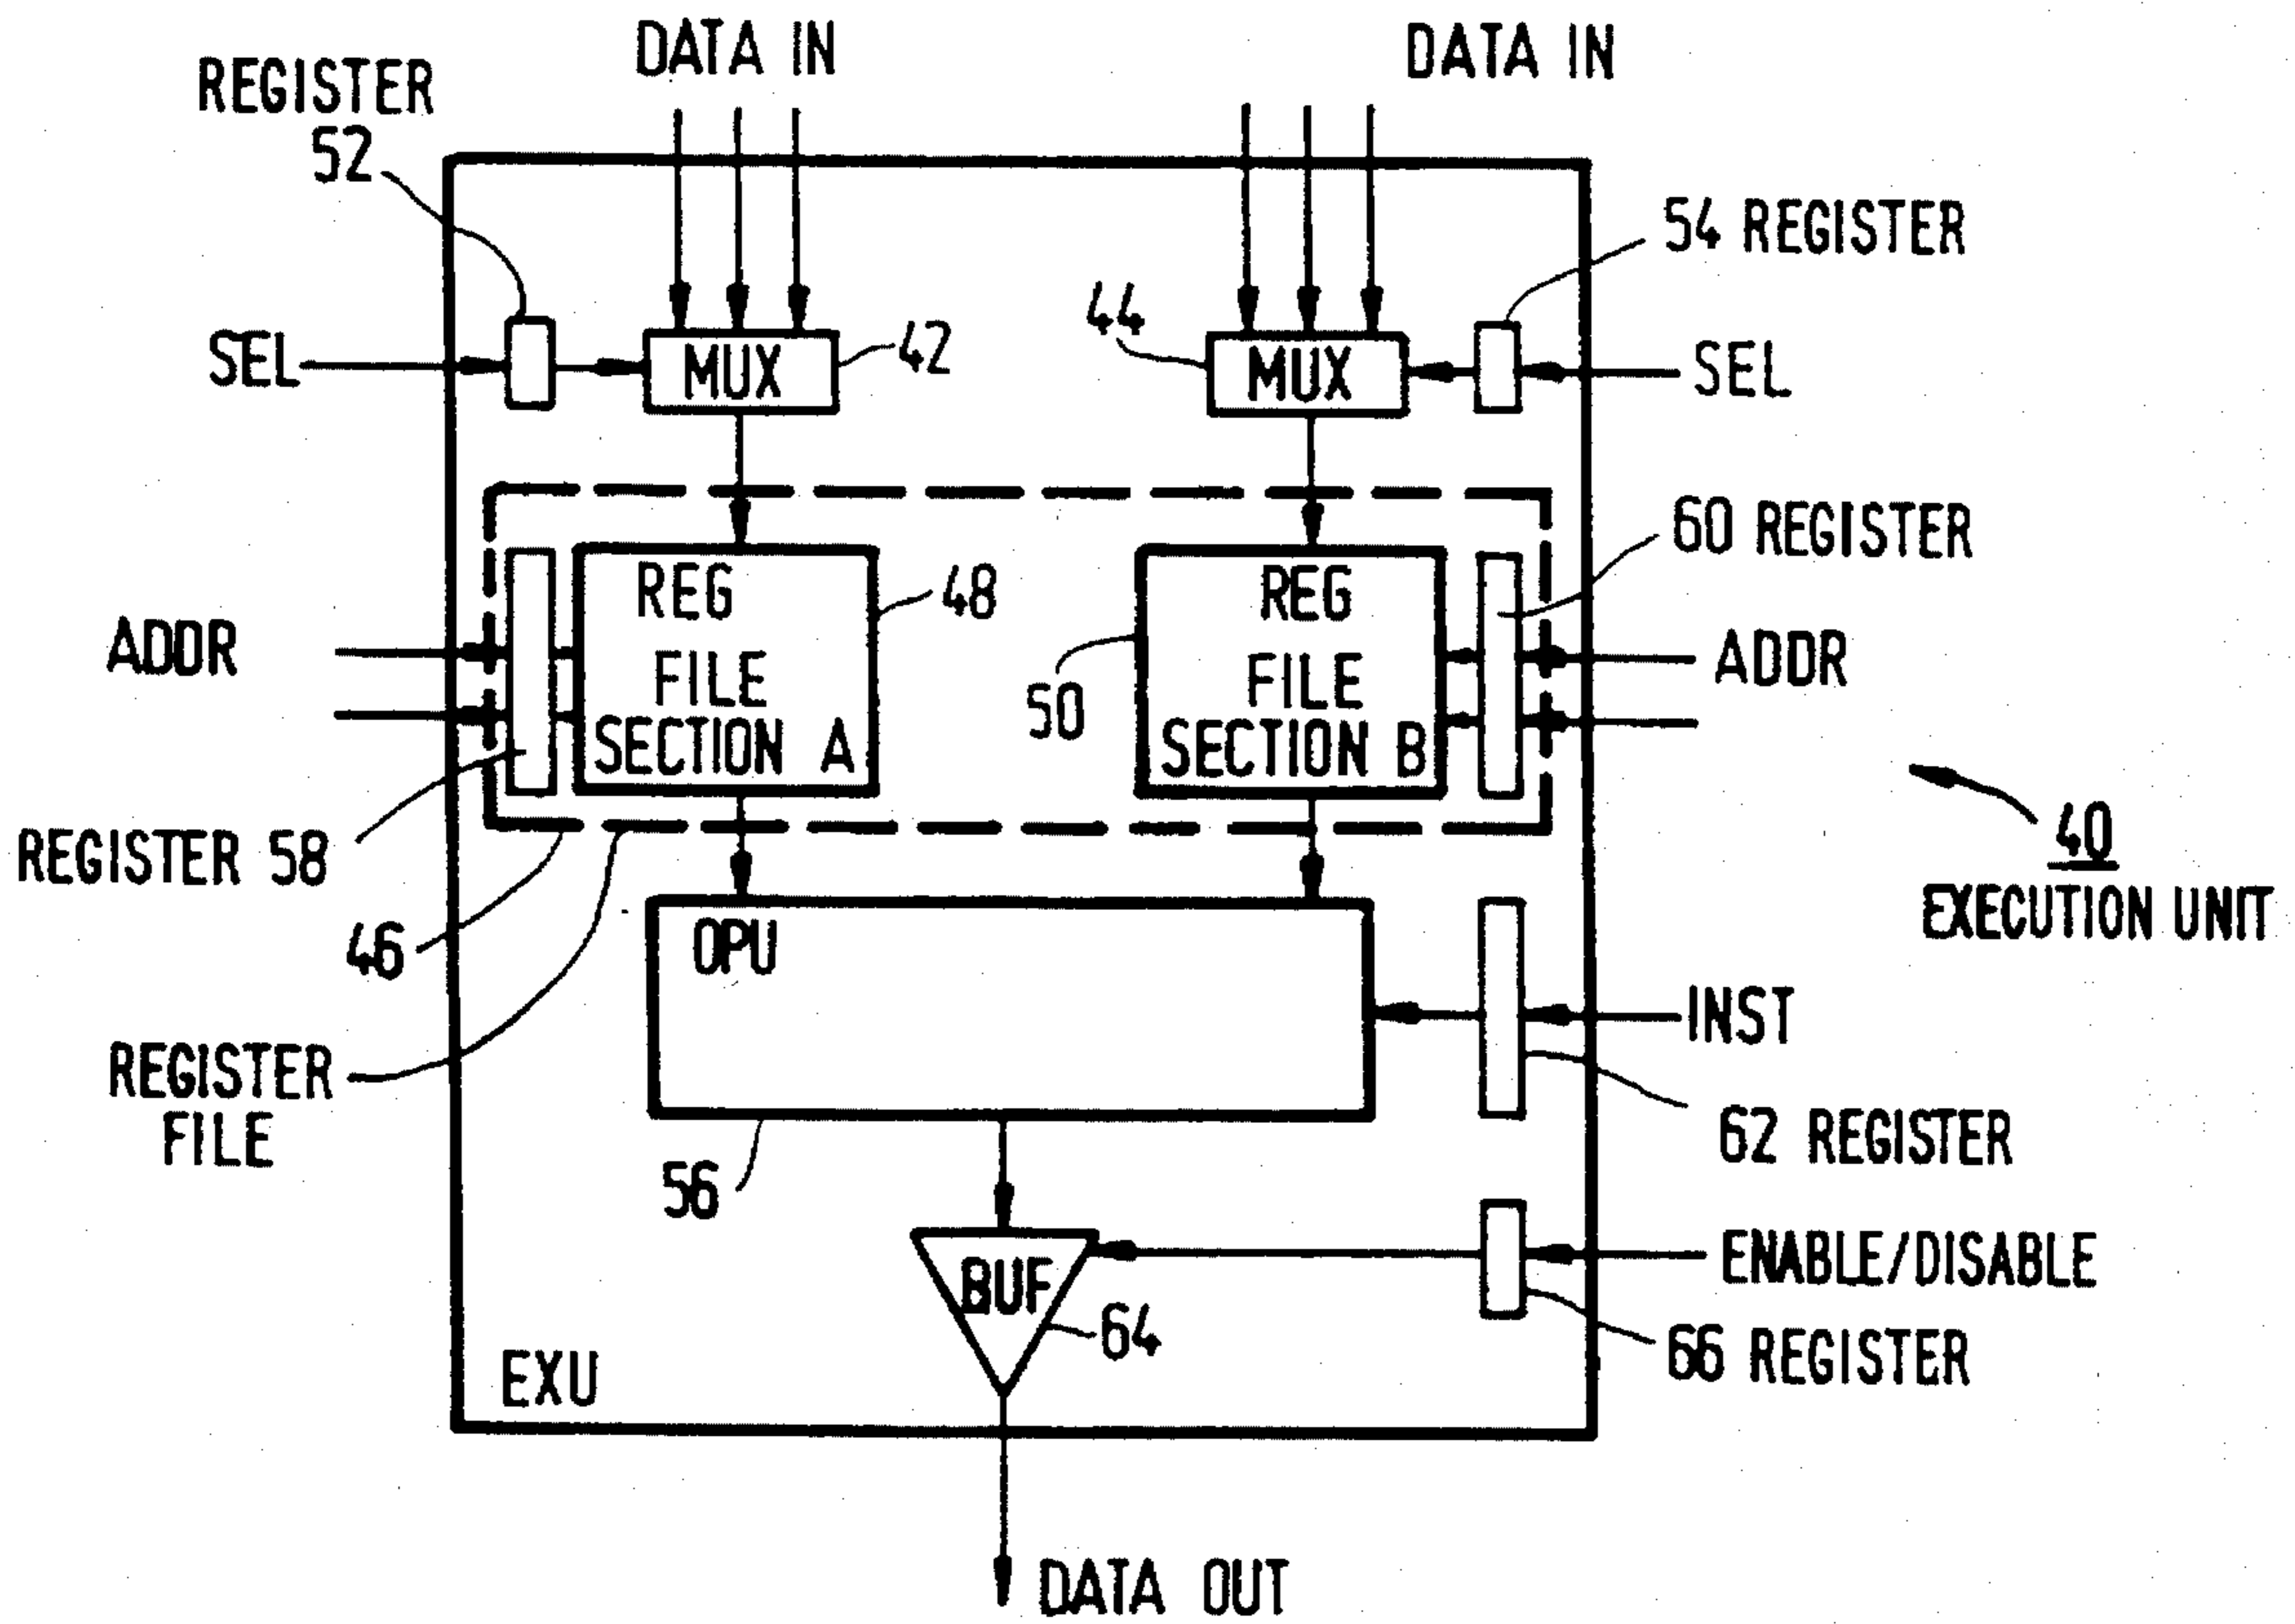 DATA IN
DATA IN
REGISTER
52
54 REGISTER
SEL
MUX
42
44
MUX
SEL
60 REGISTER
ADDR
REG
FILE
SECTION A
48
50
REG
FILE
SECTION B
ADDR
REGISTER 58
46
40
EXECUTION UNIT
OPU
INST
REGISTER
FILE
56
62 REGISTER
BUF
64
ENABLE/DISABLE
66 REGISTER
EXU
DATA OUT